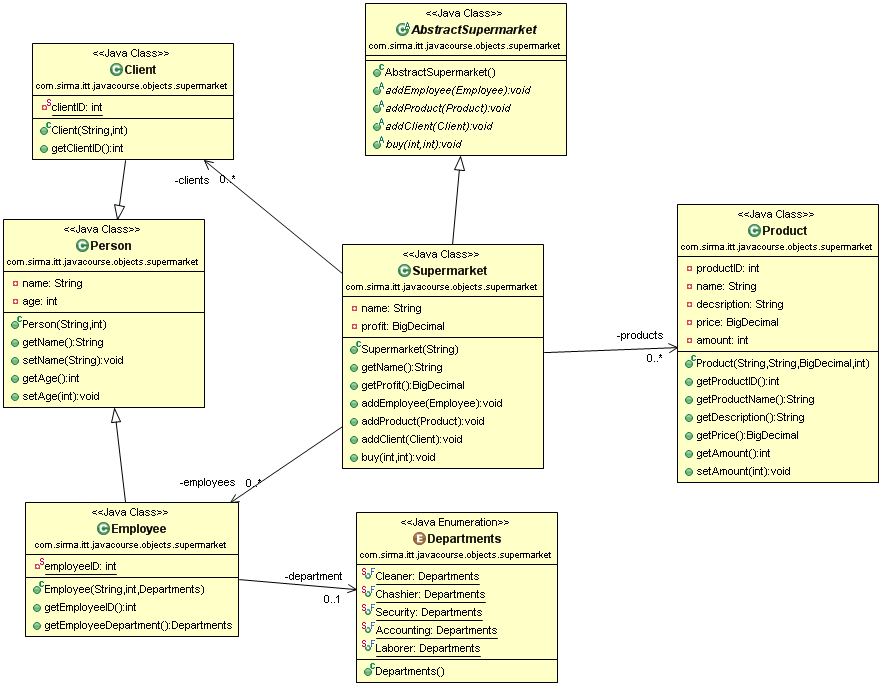 <<Java Class>>
AbstractSupermarket
com.sirma.itt.javacourse.objects.supermarket
AbstractSupermarket()
addEmployee(Employee):void
addProduct(Product):void
addClient(Client):void
buy(int,int):void
<<Java Class>>
Client
com.sirma.itt.javacourse.objects.supermarket
clientID: int
Client(String,int)
getClientID():int
-clients 0..*
<<Java Class>>
Person
com.sirma.itt.javacourse.objects.supermarket
name: String
age: int
Person(String,int)
getName():String
setName(String):void
getAge():int
setAge(int):void
<<Java Class>>
Supermarket
com.sirma.itt.javacourse.objects.supermarket
name: String
profit: BigDecimal
Supermarket(String)
getName():String
getProfit():BigDecimal
addEmployee(Employee):void
addProduct(Product):void
addClient(Client):void
buy(int,int):void
-products
0..*
<<Java Class>>
Product
com.sirma.itt.javacourse.objects.supermarket
productID: int
name: String
decsription: String
price: BigDecimal
amount: int
Product(String,String,BigDecimal,int)
getProductID():int
getProductName():String
getDescription():String
getPrice():BigDecimal
getAmount():int
setAmount(int):void
-employees 0..*
<<Java Class>>
Employee
com.sirma.itt.javacourse.objects.supermarket
employeeID: int
Employee(String,int,Departments)
getEmployeeID():int
getEmployeeDepartment():Departments
-department
0..1
<<Java Enumeration>>
Departments
com.sirma.itt.javacourse.objects.supermarket
Cleaner: Departments
Chashier: Departments
Security: Departments
Accounting: Departments
Laborer: Departments
Departments()